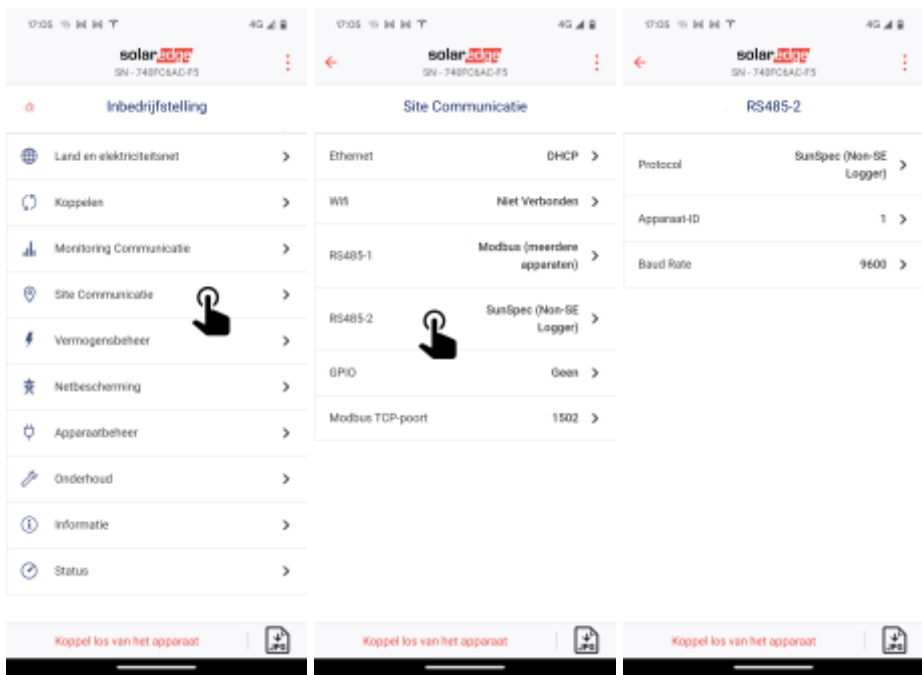 17:05
4G
solaredge
SN - 740FC6AC-F5
Inbedrijfstelling
Land en elektriciteitsnet
Koppelen
Monitoring Communicatie
Site Communicatie
Vermogensbeheer
Netbescherming
Apparaatbeheer
Onderhoud
Informatie
Status
Koppel los van het apparaat
JPG
17:05
4G
solaredge
SN - 740FC6AC-F5
Site Communicatie
Ethernet DHCP
Wifi Niet Verbonden
RS485-1 Modbus (meerdere
apparaten)
RS485-2 SunSpec (Non-SE
Logger)
GPIO Geen
Modbus TCP-poort 1502
Koppel los van het apparaat
JPG
17:05
4G
solaredge
SN - 740FC6AC-F5
RS485-2
Protocol SunSpec (Non-SE
Logger)
Apparaat-ID 1
Baud Rate 9600
Koppel los van het apparaat
JPG